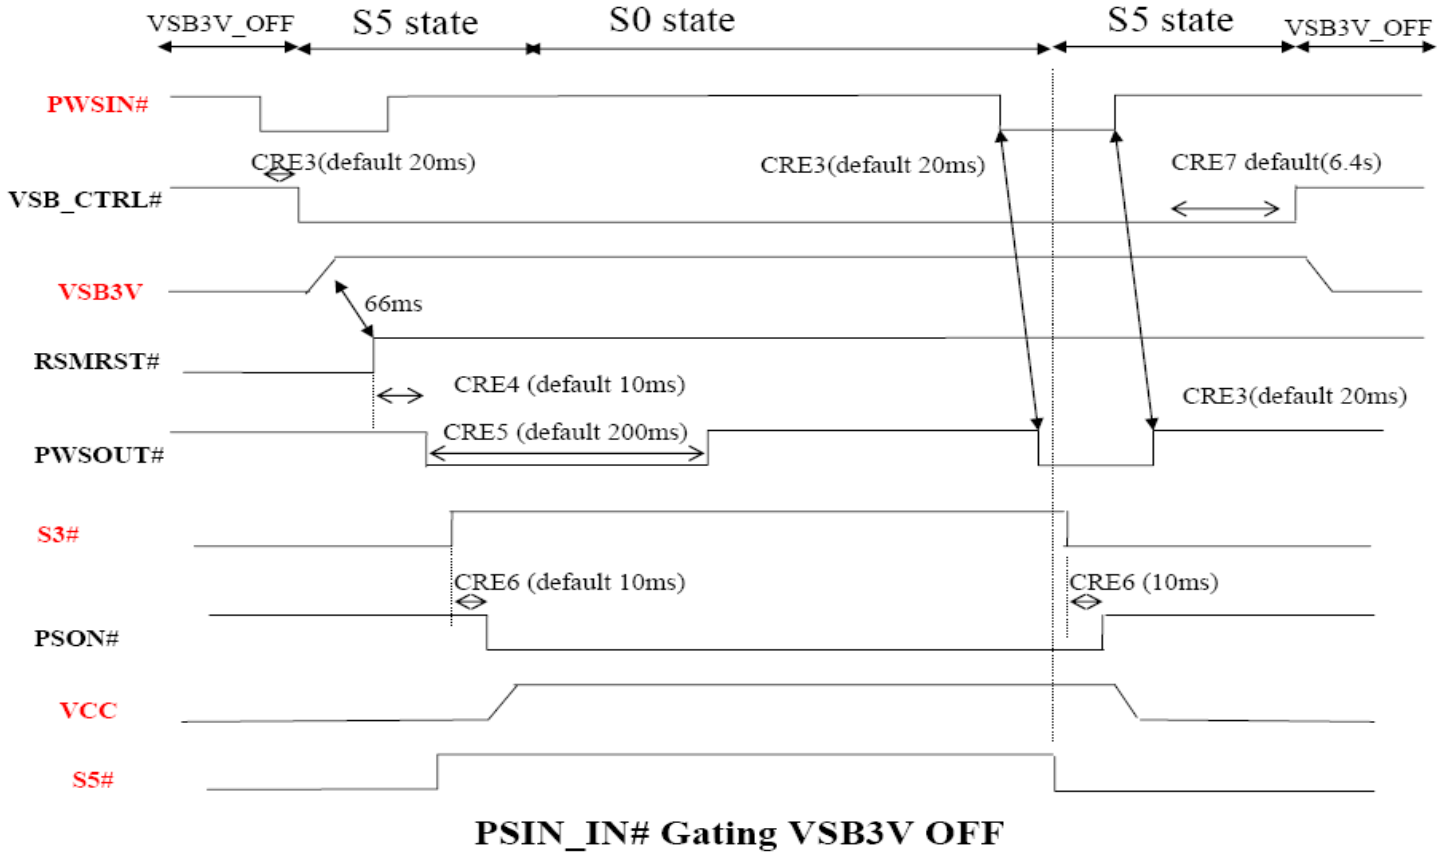 VSB3V_OFF S5 state S0 state S5 state VSB3V_OFF
PWSIN#
CRE3(default 20ms) CRE3(default 20ms) CRE7 default(6.4s)
VSB_CTRL#
VSB3V
66ms
RSMRST#
CRE4 (default 10ms) CRE3(default 20ms)
CRE5 (default 200ms)
PWSOUT#
S3#
CRE6 (default 10ms) CRE6 (10ms)
PSON#
VCC
S5#
PSIN_IN# Gating VSB3V OFF